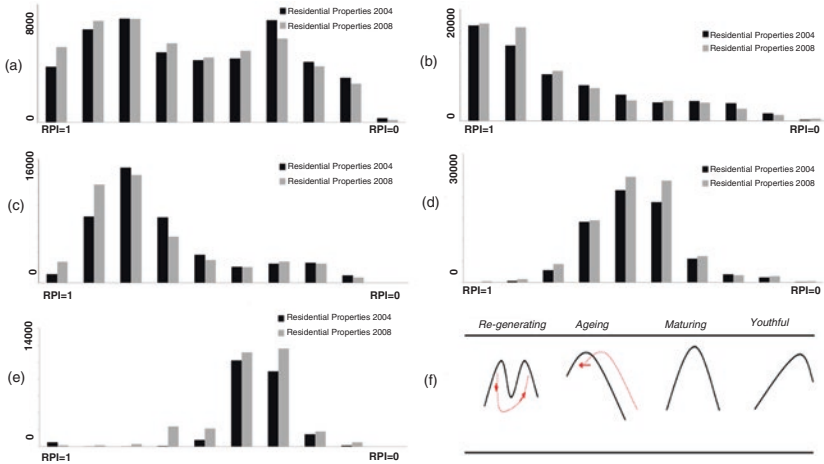 8000
Residential Properties 2004
Residential Properties 2008
(a)
0
RPI=1
RPI=0
20000
Residential Properties 2004
Residential Properties 2008
(b)
0
RPI=1
RPI=0
16000
Residential Properties 2004
Residential Properties 2008
(c)
0
RPI=1
RPI=0
30000
Residential Properties 2004
Residential Properties 2008
(d)
0
RPI=1
RPI=0
14000
Residential Properties 2004
Residential Properties 2008
(e)
0
RPI=1
RPI=0
Re-generating Ageing Maturing Youthful
(f)